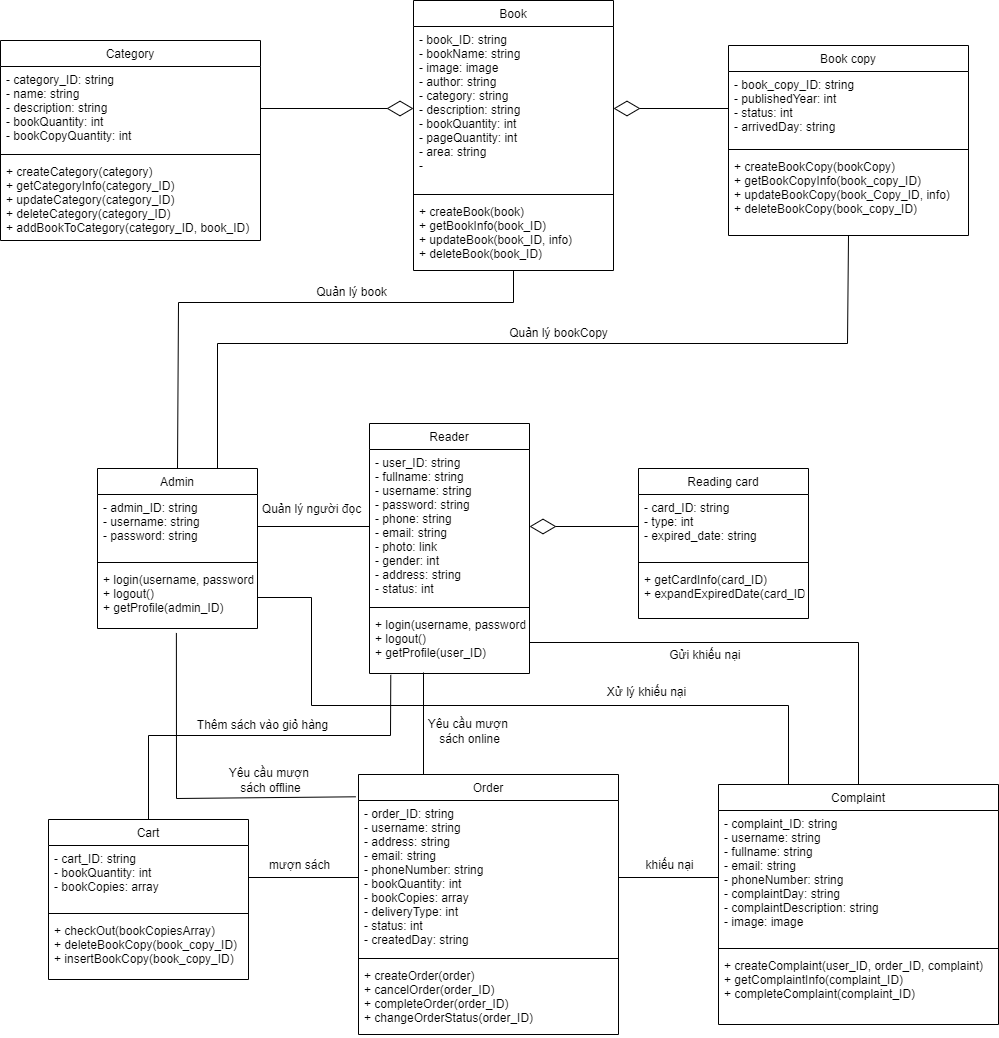 Category
- category_ID: string
- name: string
- description: string
- bookQuantity: int
- bookCopyQuantity: int
+ createCategory(category)
+ getCategoryInfo(category_ID)
+ updateCategory(category_ID)
+ deleteCategory(category_ID)
+ addBookToCategory(category_ID, book_ID)
Book
- book_ID: string
- bookName: string
- image: image
- author: string
- category: string
- description: string
- bookQuantity: int
- pageQuantity: int
- area: string
-
+ createBook(book)
+ getBookInfo(book_ID)
+ updateBook(book_ID, info)
+ deleteBook(book_ID)
Book copy
- book_copy_ID: string
- publishedYear: int
- status: int
- arrivedDay: string
+ createBookCopy(bookCopy)
+ getBookCopyInfo(book_copy_ID)
+ updateBookCopy(book_Copy_ID, info)
+ deleteBookCopy(book_copy_ID)
Quản lý book
Quản lý bookCopy
Admin
- admin_ID: string
- username: string
- password: string
+ login(username, password
+ logout()
+ getProfile(admin_ID)
Quản lý người đọc
Reader
- user_ID: string
- fullname: string
- username: string
- password: string
- phone: string
- email: string
- photo: link
- gender: int
- address: string
- status: int
+ login(username, password
+ logout()
+ getProfile(user_ID)
Reading card
- card_ID: string
- type: int
- expired_date: string
+ getCardInfo(card_ID)
+ expandExpiredDate(card_ID
Gửi khiếu nại
Xử lý khiếu nại
Thêm sách vào giỏ hàng
Yêu cầu mượn
sách online
Yêu cầu mượn
sách offline
Cart
- cart_ID: string
- bookQuantity: int
- bookCopies: array
+ checkOut(bookCopiesArray)
+ deleteBookCopy(book_copy_ID)
+ insertBookCopy(book_copy_ID)
mượn sách
Order
- order_ID: string
- username: string
- address: string
- email: string
- phoneNumber: string
- bookQuantity: int
- bookCopies: array
- deliveryType: int
- status: int
- createdDay: string
+ createOrder(order)
+ cancelOrder(order_ID)
+ completeOrder(order_ID)
+ changeOrderStatus(order_ID)
khiếu nại
Complaint
- complaint_ID: string
- username: string
- fullname: string
- email: string
- phoneNumber: string
- complaintDay: string
- complaintDescription: string
- image: image
+ createComplaint(user_ID, order_ID, complaint)
+ getComplaintInfo(complaint_ID)
+ completeComplaint(complaint_ID)